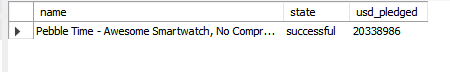 name state usd_pledged
Pebble Time - Awesome Smartwatch, No Compr... successful 20338986